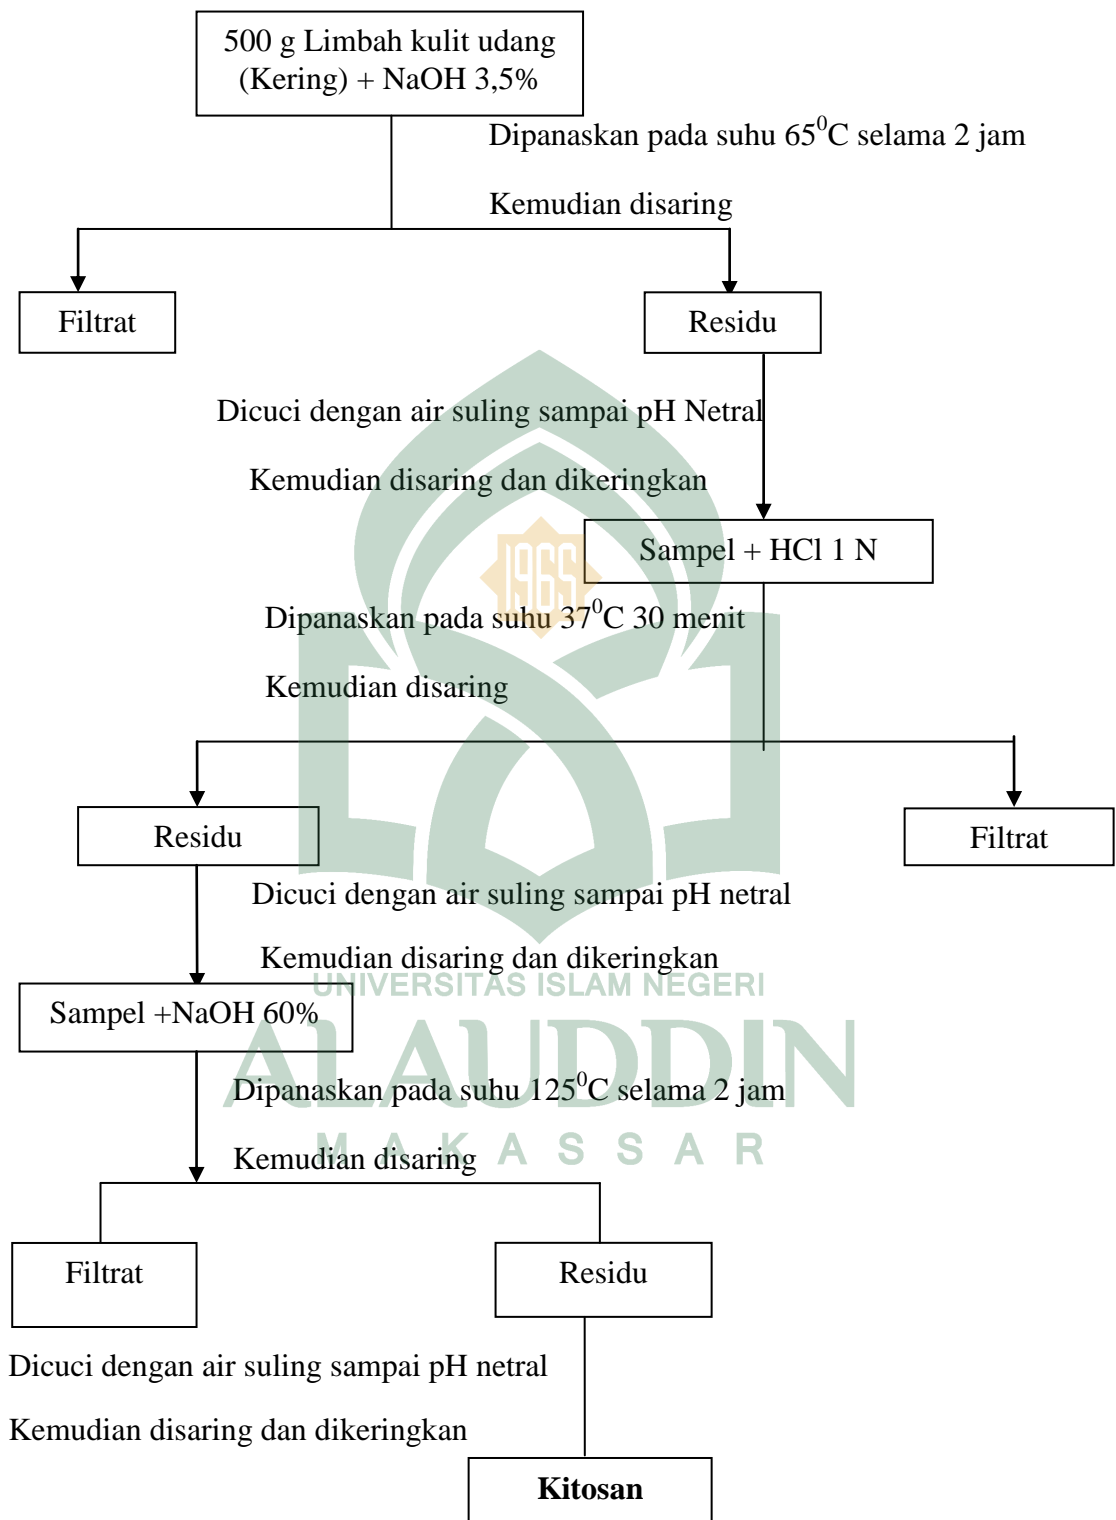 500 g Limbah kulit udang
(Kering) + NaOH 3,5%
Dipanaskan pada suhu 65⁰C selama 2 jam
Kemudian disaring
Filtrat
Residu
Dicuci dengan air suling sampai pH Netral
Kemudian disaring dan dikeringkan
Sampel + HCl 1 N
1965
Dipanaskan pada suhu 37⁰C 30 menit
Kemudian disaring
Residu
Filtrat
Dicuci dengan air suling sampai pH netral
Kemudian disaring dan dikeringkan
UNIVERSITAS ISLAM NEGERI
Sampel +NaOH 60%
ALAUDDIN
Dipanaskan pada suhu 125⁰C selama 2 jam
MAKASSAR
Kemudian disaring
Filtrat
Residu
Dicuci dengan air suling sampai pH netral
Kemudian disaring dan dikeringkan
Kitosan